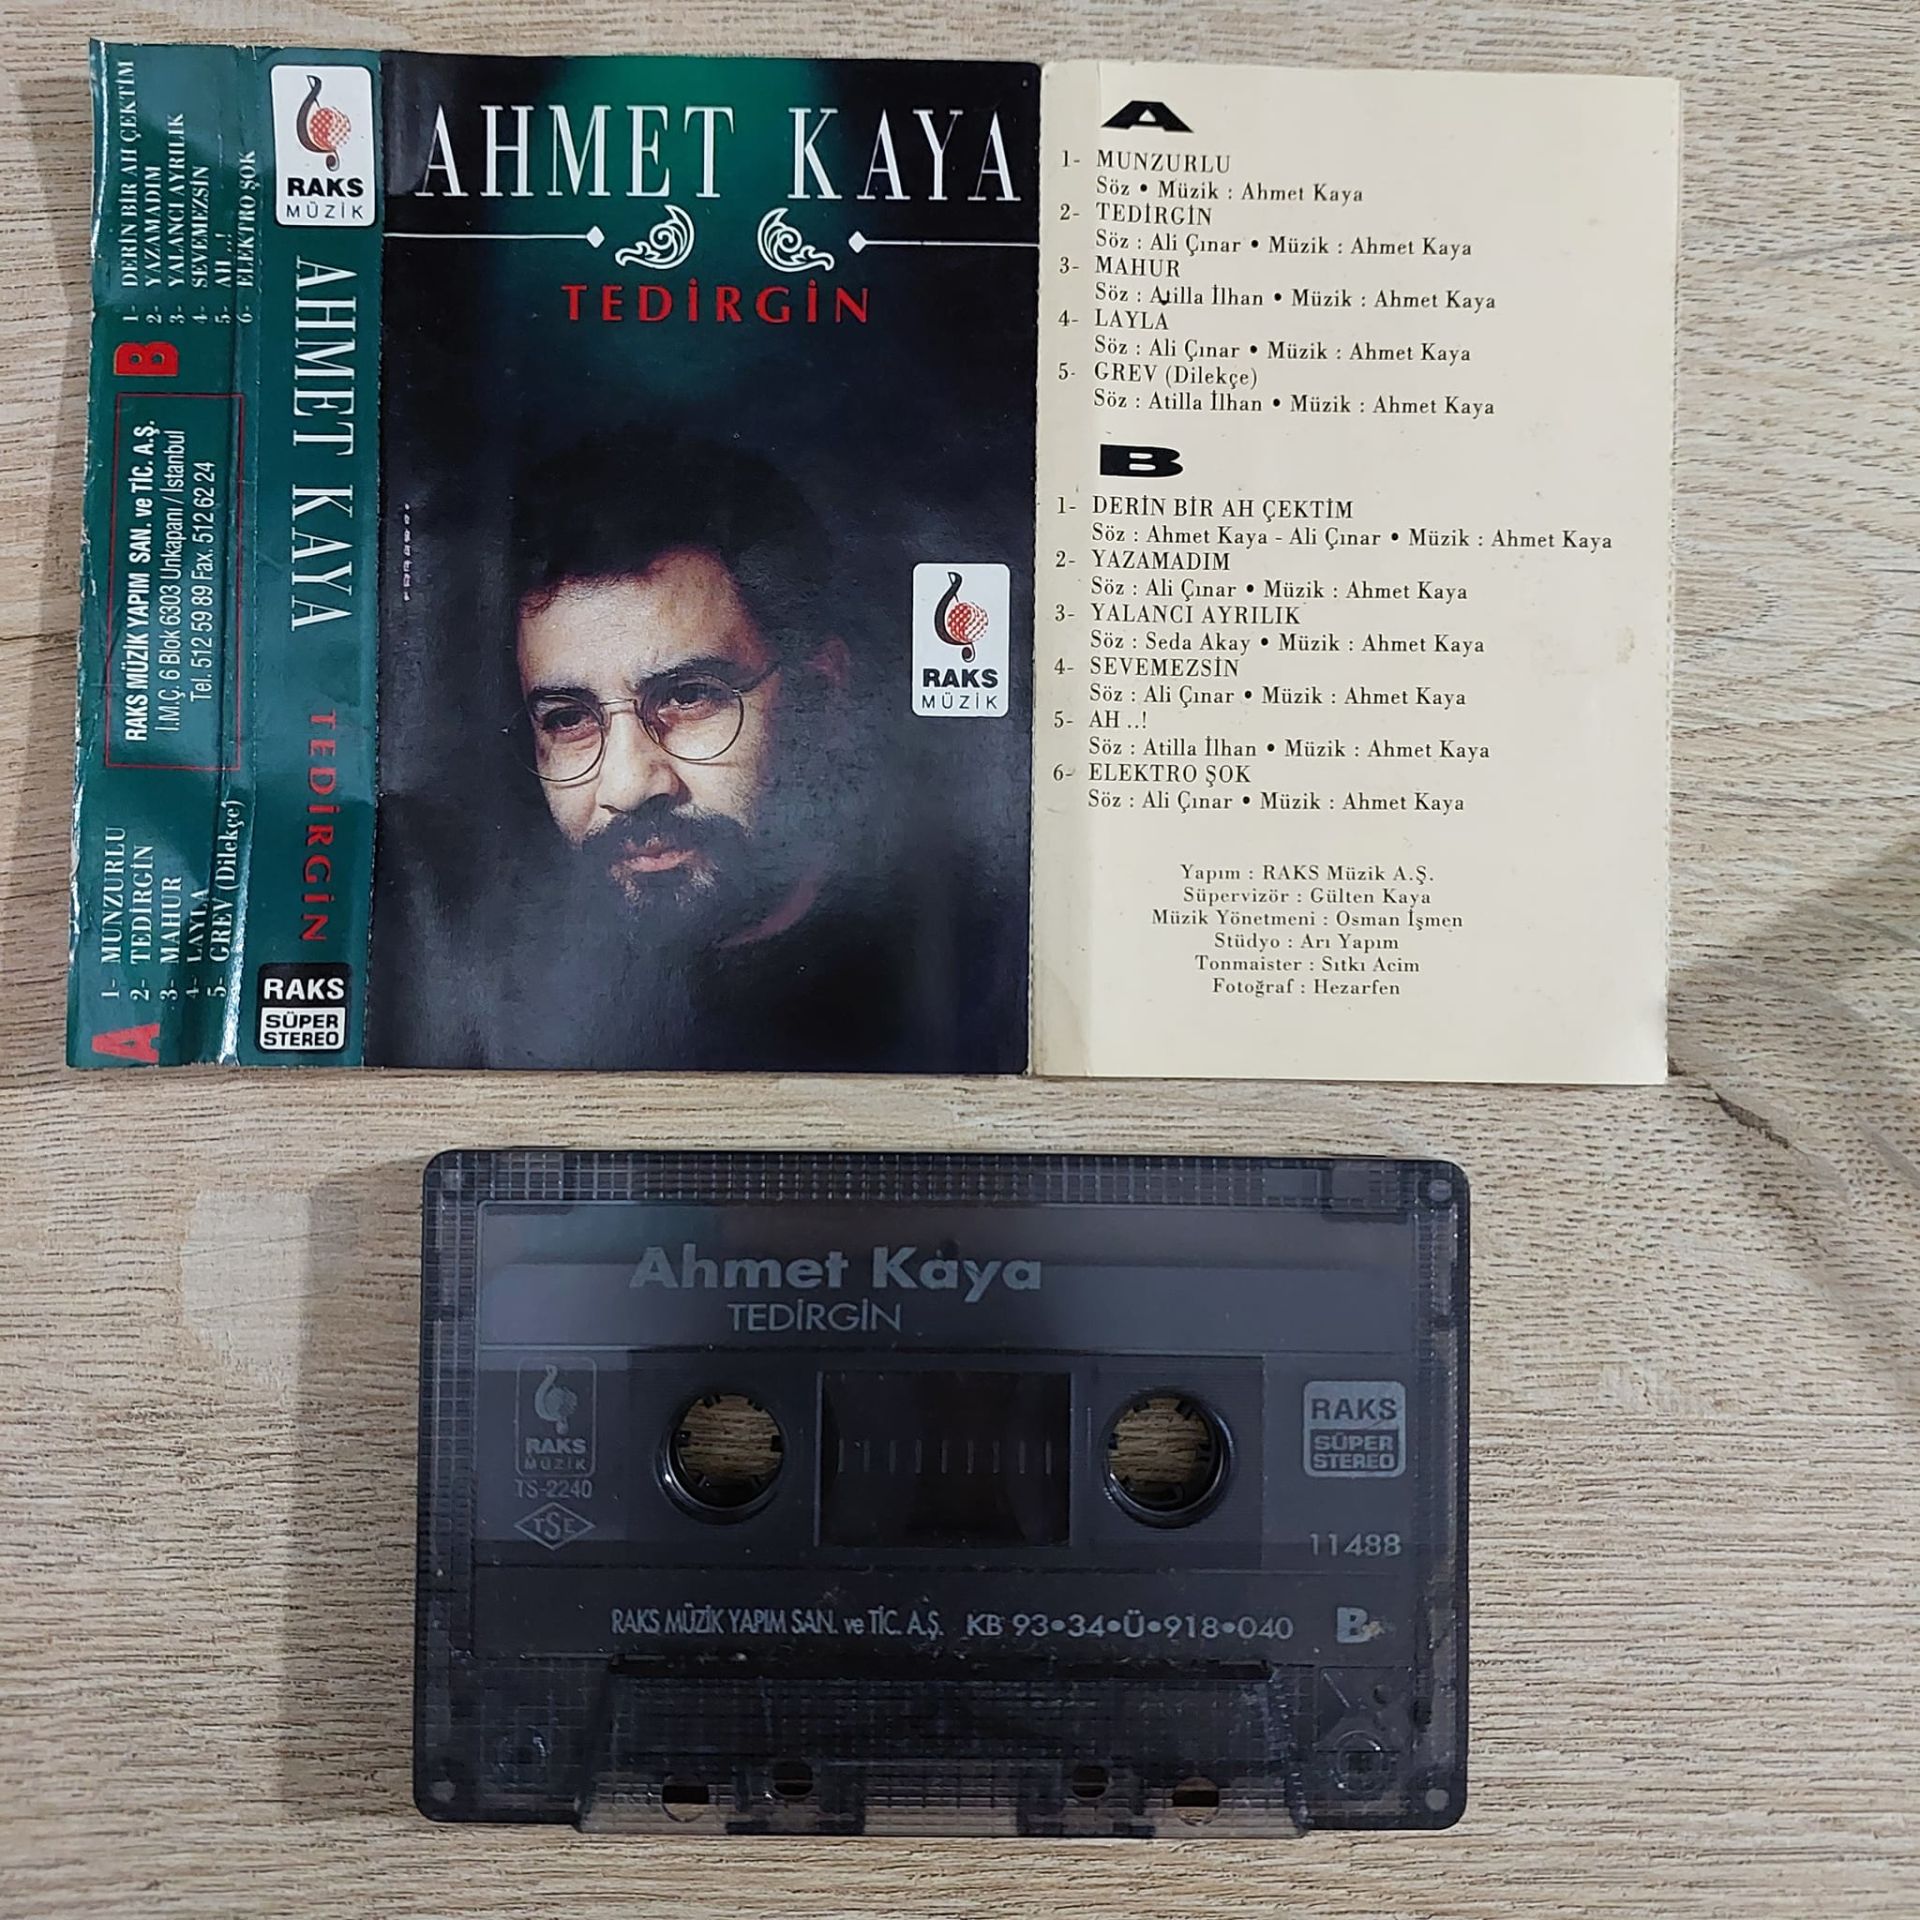 1- DERİN BİR AH ÇEKTİM
2- YAZAMADIM
3- YALANCI AYRILIK
4- SEVEMEZSİN
5- AH ..!
6- ELEKTRO ŞOK
B
RAKS MÜZİK YAPIM SAN. ve TİC. A.Ş.
İ.M.Ç. 6 Blok 6303 Unkapanı / İstanbul
Tel. 512 59 89 Fax. 512 62 24
1- MUNZURLU
2- TEDİRGİN
3- MAHUR
4- LAYLA
5- GREV (Dilekçe)
A
RAKS
MÜZİK
AHMET KAYA
TEDİRGİN
RAKS
SÜPER
STEREO
AHMET KAYA
TEDİRGİN
RAKS
MÜZİK
A
1- MUNZURLU
Söz • Müzik : Ahmet Kaya
2- TEDİRGİN
Söz : Ali Çınar • Müzik : Ahmet Kaya
3- MAHUR
Söz : Atilla İlhan • Müzik : Ahmet Kaya
4- LAYLA
Söz : Ali Çınar • Müzik : Ahmet Kaya
5- GREV (Dilekçe)
Söz : Atilla İlhan • Müzik : Ahmet Kaya
B
1- DERİN BİR AH ÇEKTİM
Söz : Ahmet Kaya - Ali Çınar • Müzik : Ahmet Kaya
2- YAZAMADIM
Söz : Ali Çınar • Müzik : Ahmet Kaya
3- YALANCI AYRILIK
Söz : Seda Akay • Müzik : Ahmet Kaya
4- SEVEMEZSİN
Söz : Ali Çınar • Müzik : Ahmet Kaya
5- AH ..!
Söz : Atilla İlhan • Müzik : Ahmet Kaya
6- ELEKTRO ŞOK
Söz : Ali Çınar • Müzik : Ahmet Kaya
Yapım : RAKS Müzik A.Ş.
Süpervizör : Gülten Kaya
Müzik Yönetmeni : Osman İşmen
Stüdyo : Arı Yapım
Tonmaister : Sıtkı Acim
Fotoğraf : Hezarfen
Ahmet Kaya
TEDİRGİN
RAKS
MÜZİK
TS-2240
TSE
RAKS
SÜPER
STEREO
11488
RAKS MÜZİK YAPIM SAN. ve TİC. A.Ş. KB 93•34•Ü•918•040 B